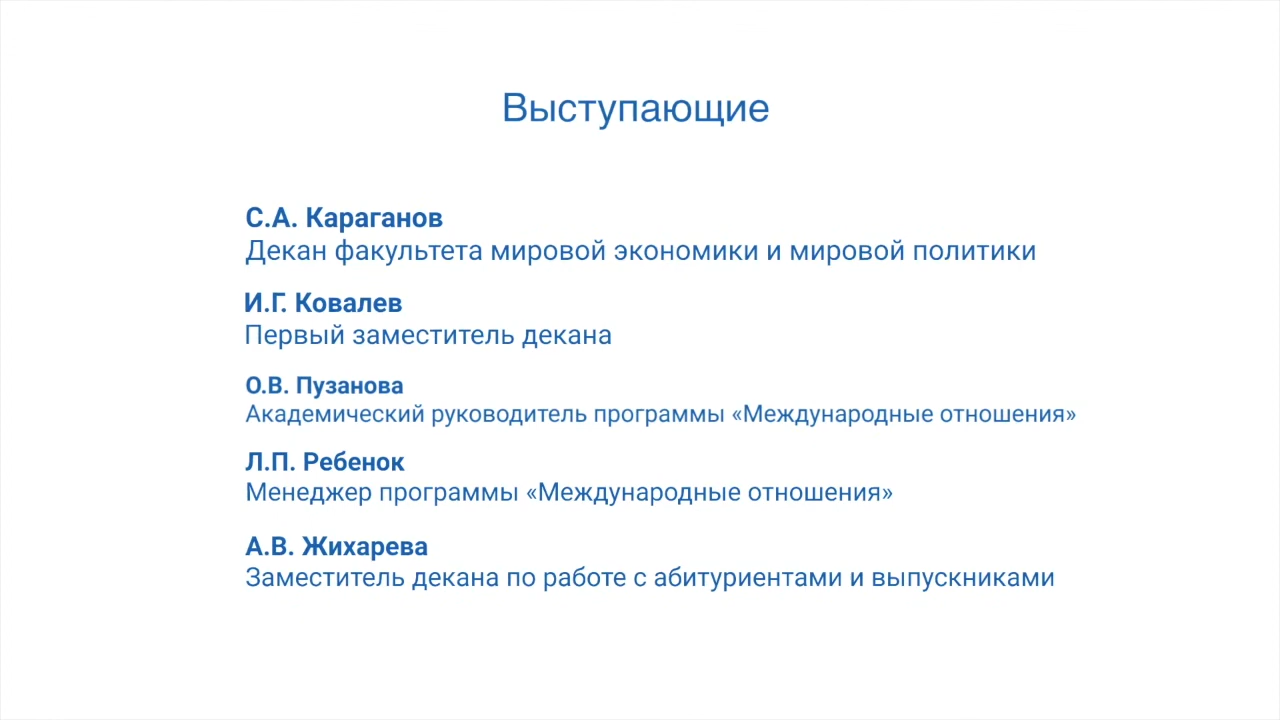 Выступающие
С.А. Караганов
Декан факультета мировой экономики и мировой политики
И.Г. Ковалев
Первый заместитель декана
О.В. Пузанова
Академический руководитель программы «Международные отношения»
Л.П. Ребенок
Менеджер программы «Международные отношения»
А.В. Жихарева
Заместитель декана по работе с абитуриентами и выпускниками